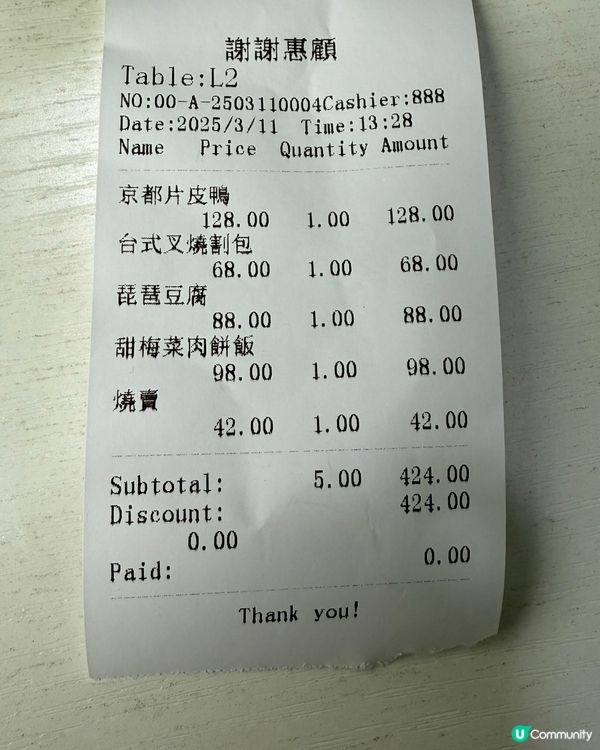 謝謝惠顧
Table:L2
NO:00-A-2503110004Cashier:888
Date:2025/3/11 Time:13:28
Name Price Quantity Amount
京都片皮鴨
128.00 1.00 128.00
台式叉燒割包
68.00 1.00 68.00
琵琶豆腐
88.00 1.00 88.00
甜梅菜肉餅飯
98.00 1.00 98.00
燒賣
42.00 1.00 42.00
Subtotal: 5.00 424.00
Discount: 424.00
0.00
Paid: 0.00
Thank you!
U Community